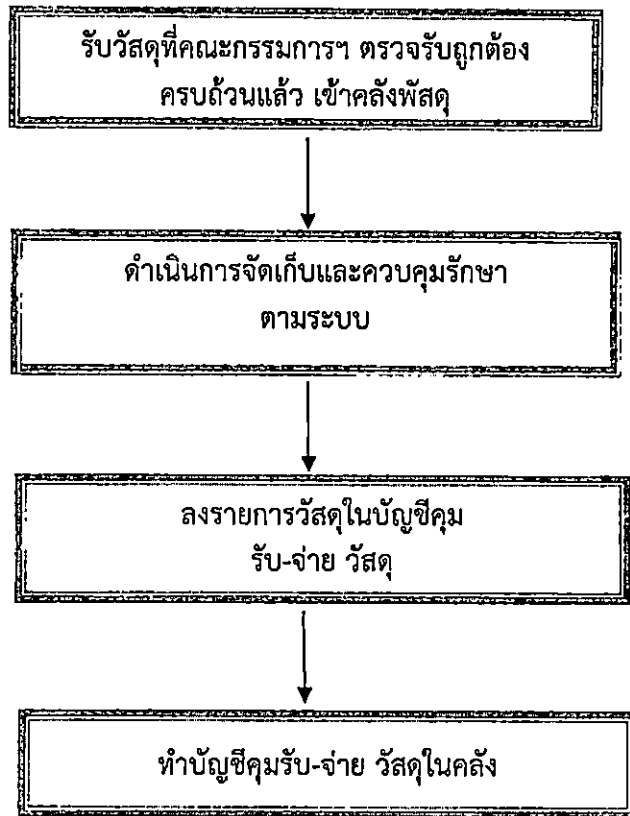 รับวัสดุที่คณะกรรมการฯ ตรวจรับถูกต้อง
ครบถ้วนแล้ว เข้าคลังพัสดุ
ดำเนินการจัดเก็บและควบคุมรักษา
ตามระบบ
ลงรายการวัสดุในบัญชีคุม
รับ-จ่าย วัสดุ
ทำบัญชีคุมรับ-จ่าย วัสดุในคลัง